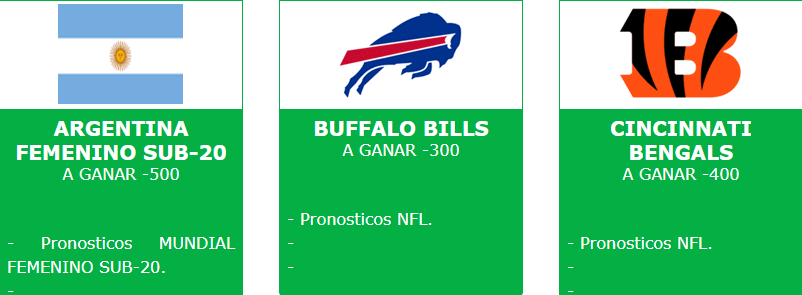 ARGENTINA
FEMENINO SUB-20
A GANAR -500
- Pronosticos MUNDIAL
FEMENINO SUB-20.
-
BUFFALO BILLS
A GANAR -300
- Pronosticos NFL.
-
-
B
CINCINNATI
BENGALS
A GANAR -400
- Pronosticos NFL.
-
-